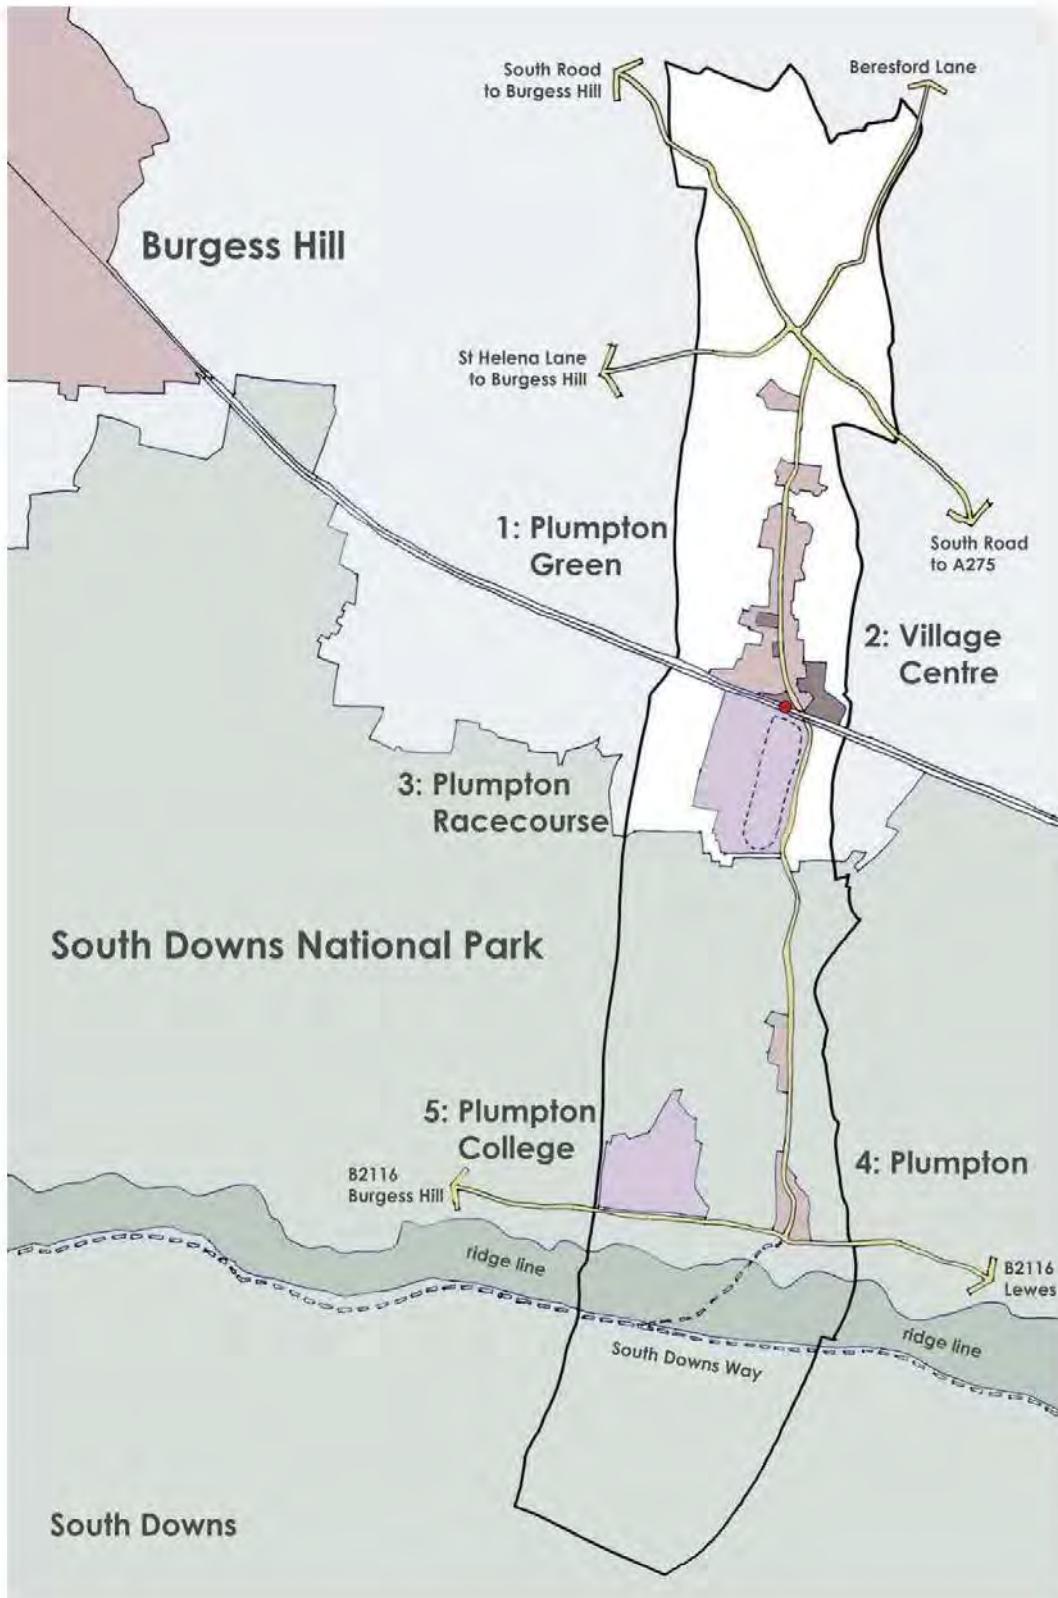 South Road
to Burgess Hill
Beresford Lane
Burgess Hill
St Helena Lane
to Burgess Hill
1: Plumpton
Green
South Road
to A275
2: Village
Centre
3: Plumpton
Racecourse
South Downs National Park
5: Plumpton
College
4: Plumpton
B2116
Burgess Hill
ridge line
B2116
Lewes
ridge line
South Downs Way
South Downs